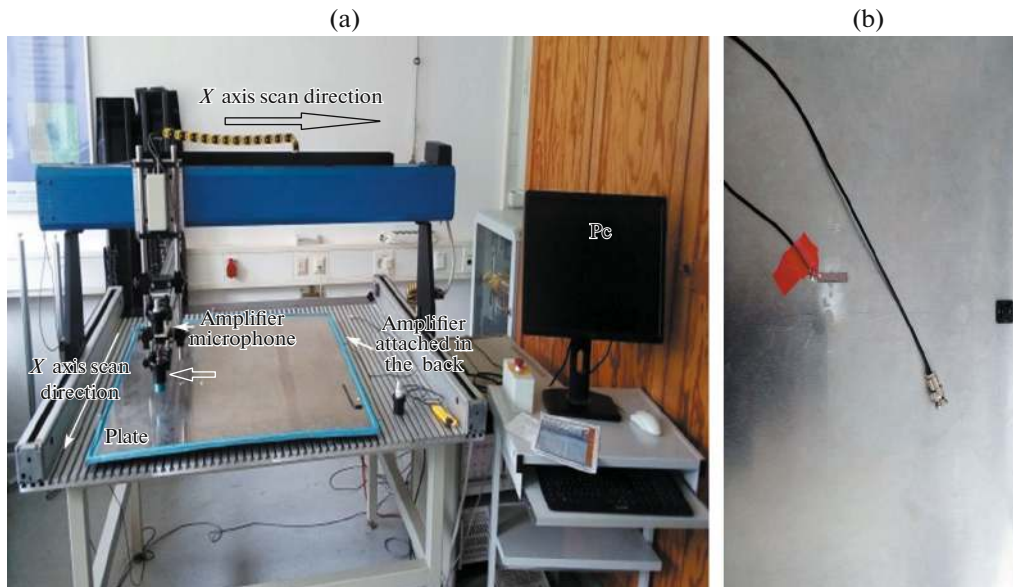 (a)
(b)
X axis scan direction
Pc
Amplifier
microphone
Amplifier
attached in
the back
X axis scan
direction
Plate